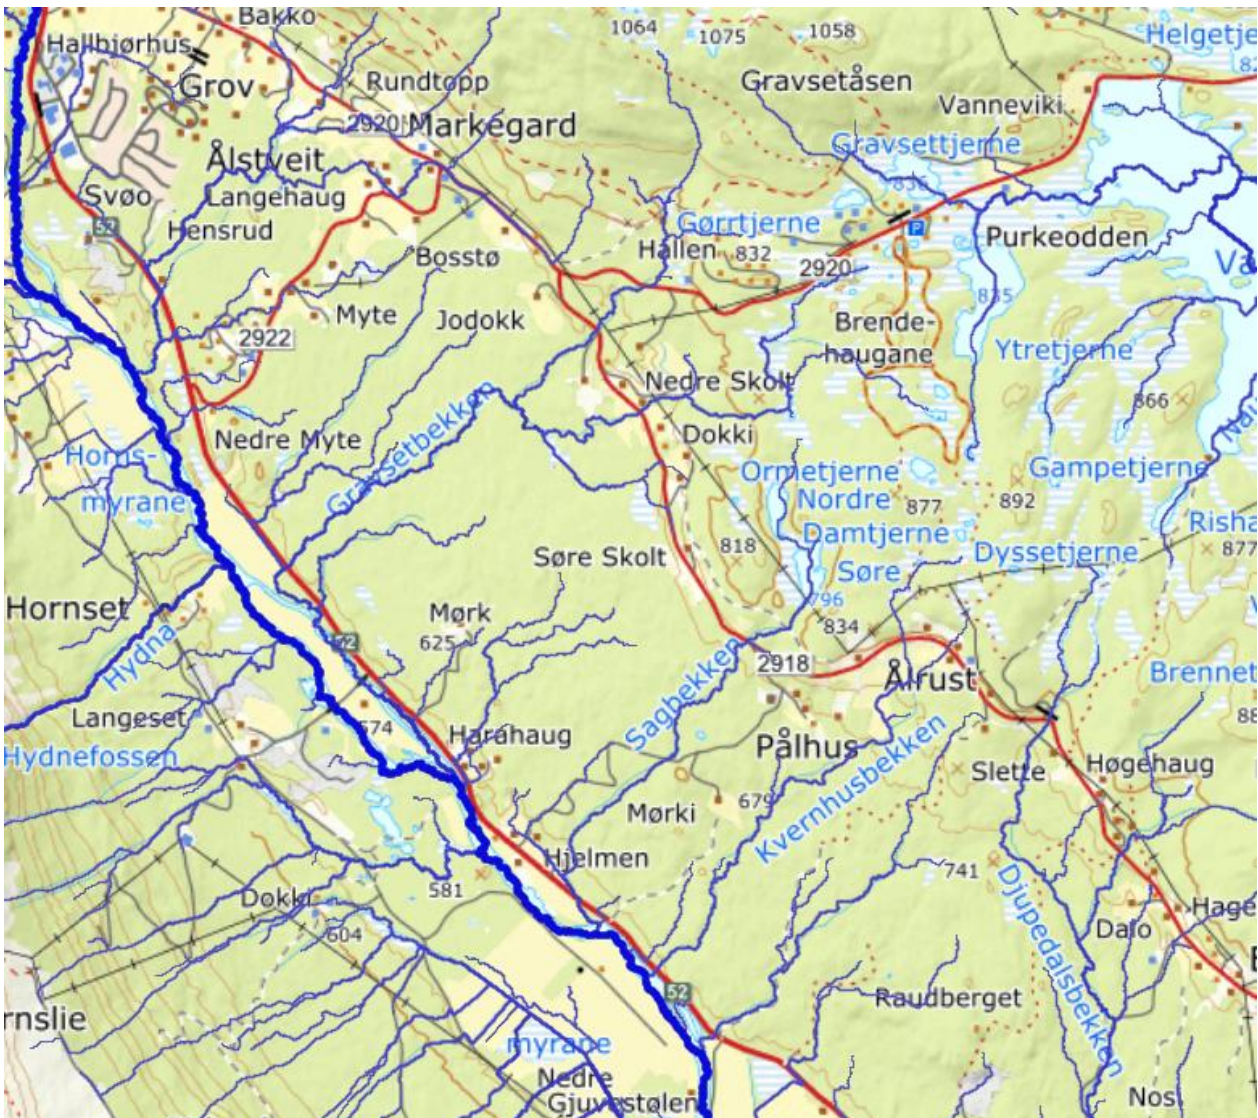 Bakko
1064
1075
1058
Helgetje
Hallbjørhus
Grov
Rundtopp
Gravsetåsen
Vanneviki
2920
Markegard
Gravsettjerne
Ålstveit
Svøo
Langehaug
52
Hensrud
Gørrtjerne
Purkeodden
P
Bosstø
Hallen
832
2920
Va
835
Myte
Jodokk
Brende-
haugane
Ytretjerne
2922
Nedre Skolt
866
Gravsetbekken
Nedre Myte
Dokki
Horns-
myrane
Ormetjerne
Nordre
Gampetjerne
877
892
Damtjerne
Risha
818
Søre Skolt
Søre
Dyssetjerne
877
796
Hornset
Mørk
625
834
52
Hydna
2918
Ålrust
Brennet
Sagbekken
Langeset
574
Harahaug
Pålhus
88
Hydnefossen
Kvernhusbekken
Slette
Høgehaug
679
Mørki
Hjelmen
741
581
Dokki
Djupedalsbekken
604
Dalo
Hage
52
Raudberget
rnslie
myrane
Nedre
Gjuvestølen
Nos